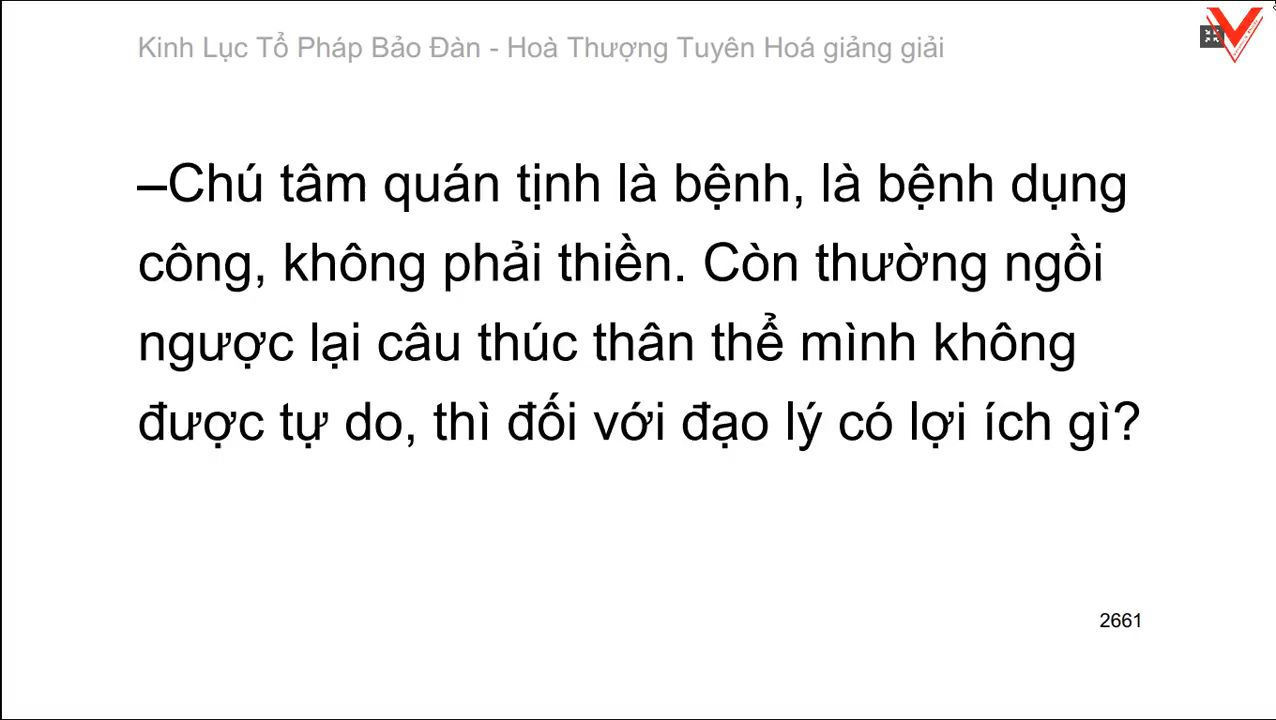 Kinh Lục Tổ Pháp Bảo Đàn - Hoà Thượng Tuyên Hoá giảng giải
–Chú tâm quán tịnh là bệnh, là bệnh dụng
công, không phải thiền. Còn thường ngồi
ngược lại câu thúc thân thể mình không
được tự do, thì đối với đạo lý có lợi ích gì?
2661